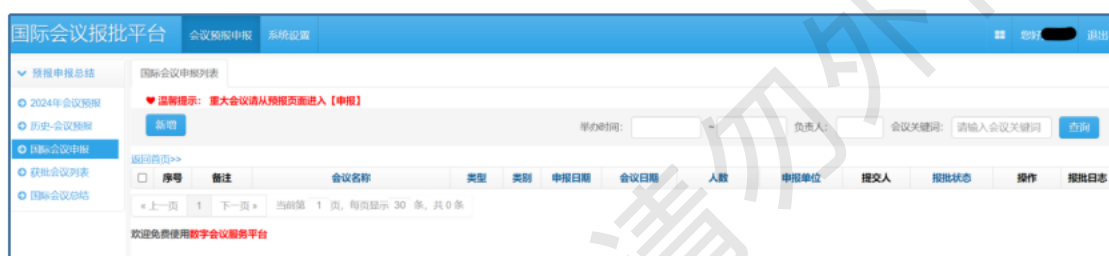 国际会议报批平台 会议预报申报 系统设置 您好 退出
预报申报总结 国际会议申报列表
2024年会议预报 温馨提示： 重大会议请从预报页面进入【申报】
历史-会议预报 新增 举办时间: ~ 负责人: 会议关键词: 请输入会议关键词 查询
国际会议申报 返回首页>>
获批会议列表 序号 备注 会议名称 类型 类别 申报日期 会议日期 人数 申报单位 提交人 报批状态 操作 报批日志
国际会议总结 « 上一页 1 下一页 » 当前第 1 页, 每页显示 30 条, 共 0 条
欢迎免费使用数字会议服务平台
请勿外